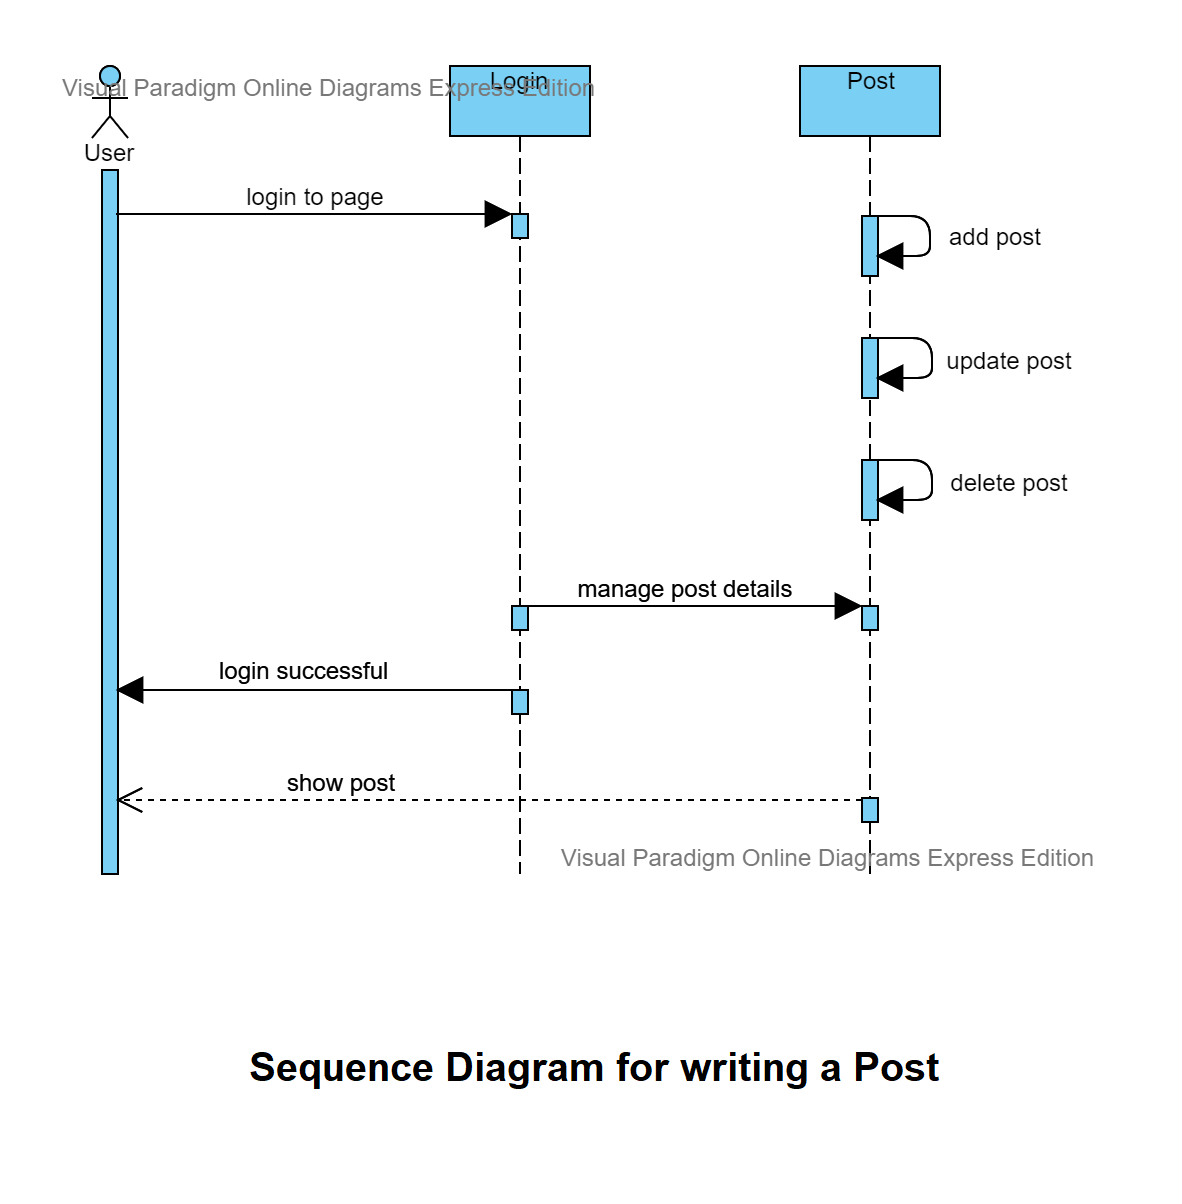 Visual Paradigm Online Diagrams Express Edition
Login
Post
User
login to page
add post
update post
delete post
manage post details
login successful
show post
Visual Paradigm Online Diagrams Express Edition
Sequence Diagram for writing a Post